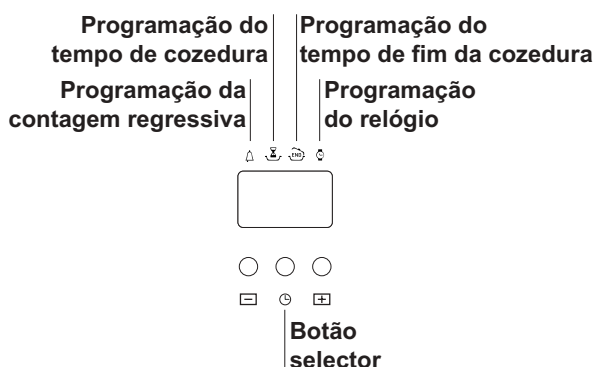 Programação do
tempo de cozedura
Programação do
tempo de fim da cozedura
Programação da
contagem regressiva
Programação
do relógio
END
Botão
selector